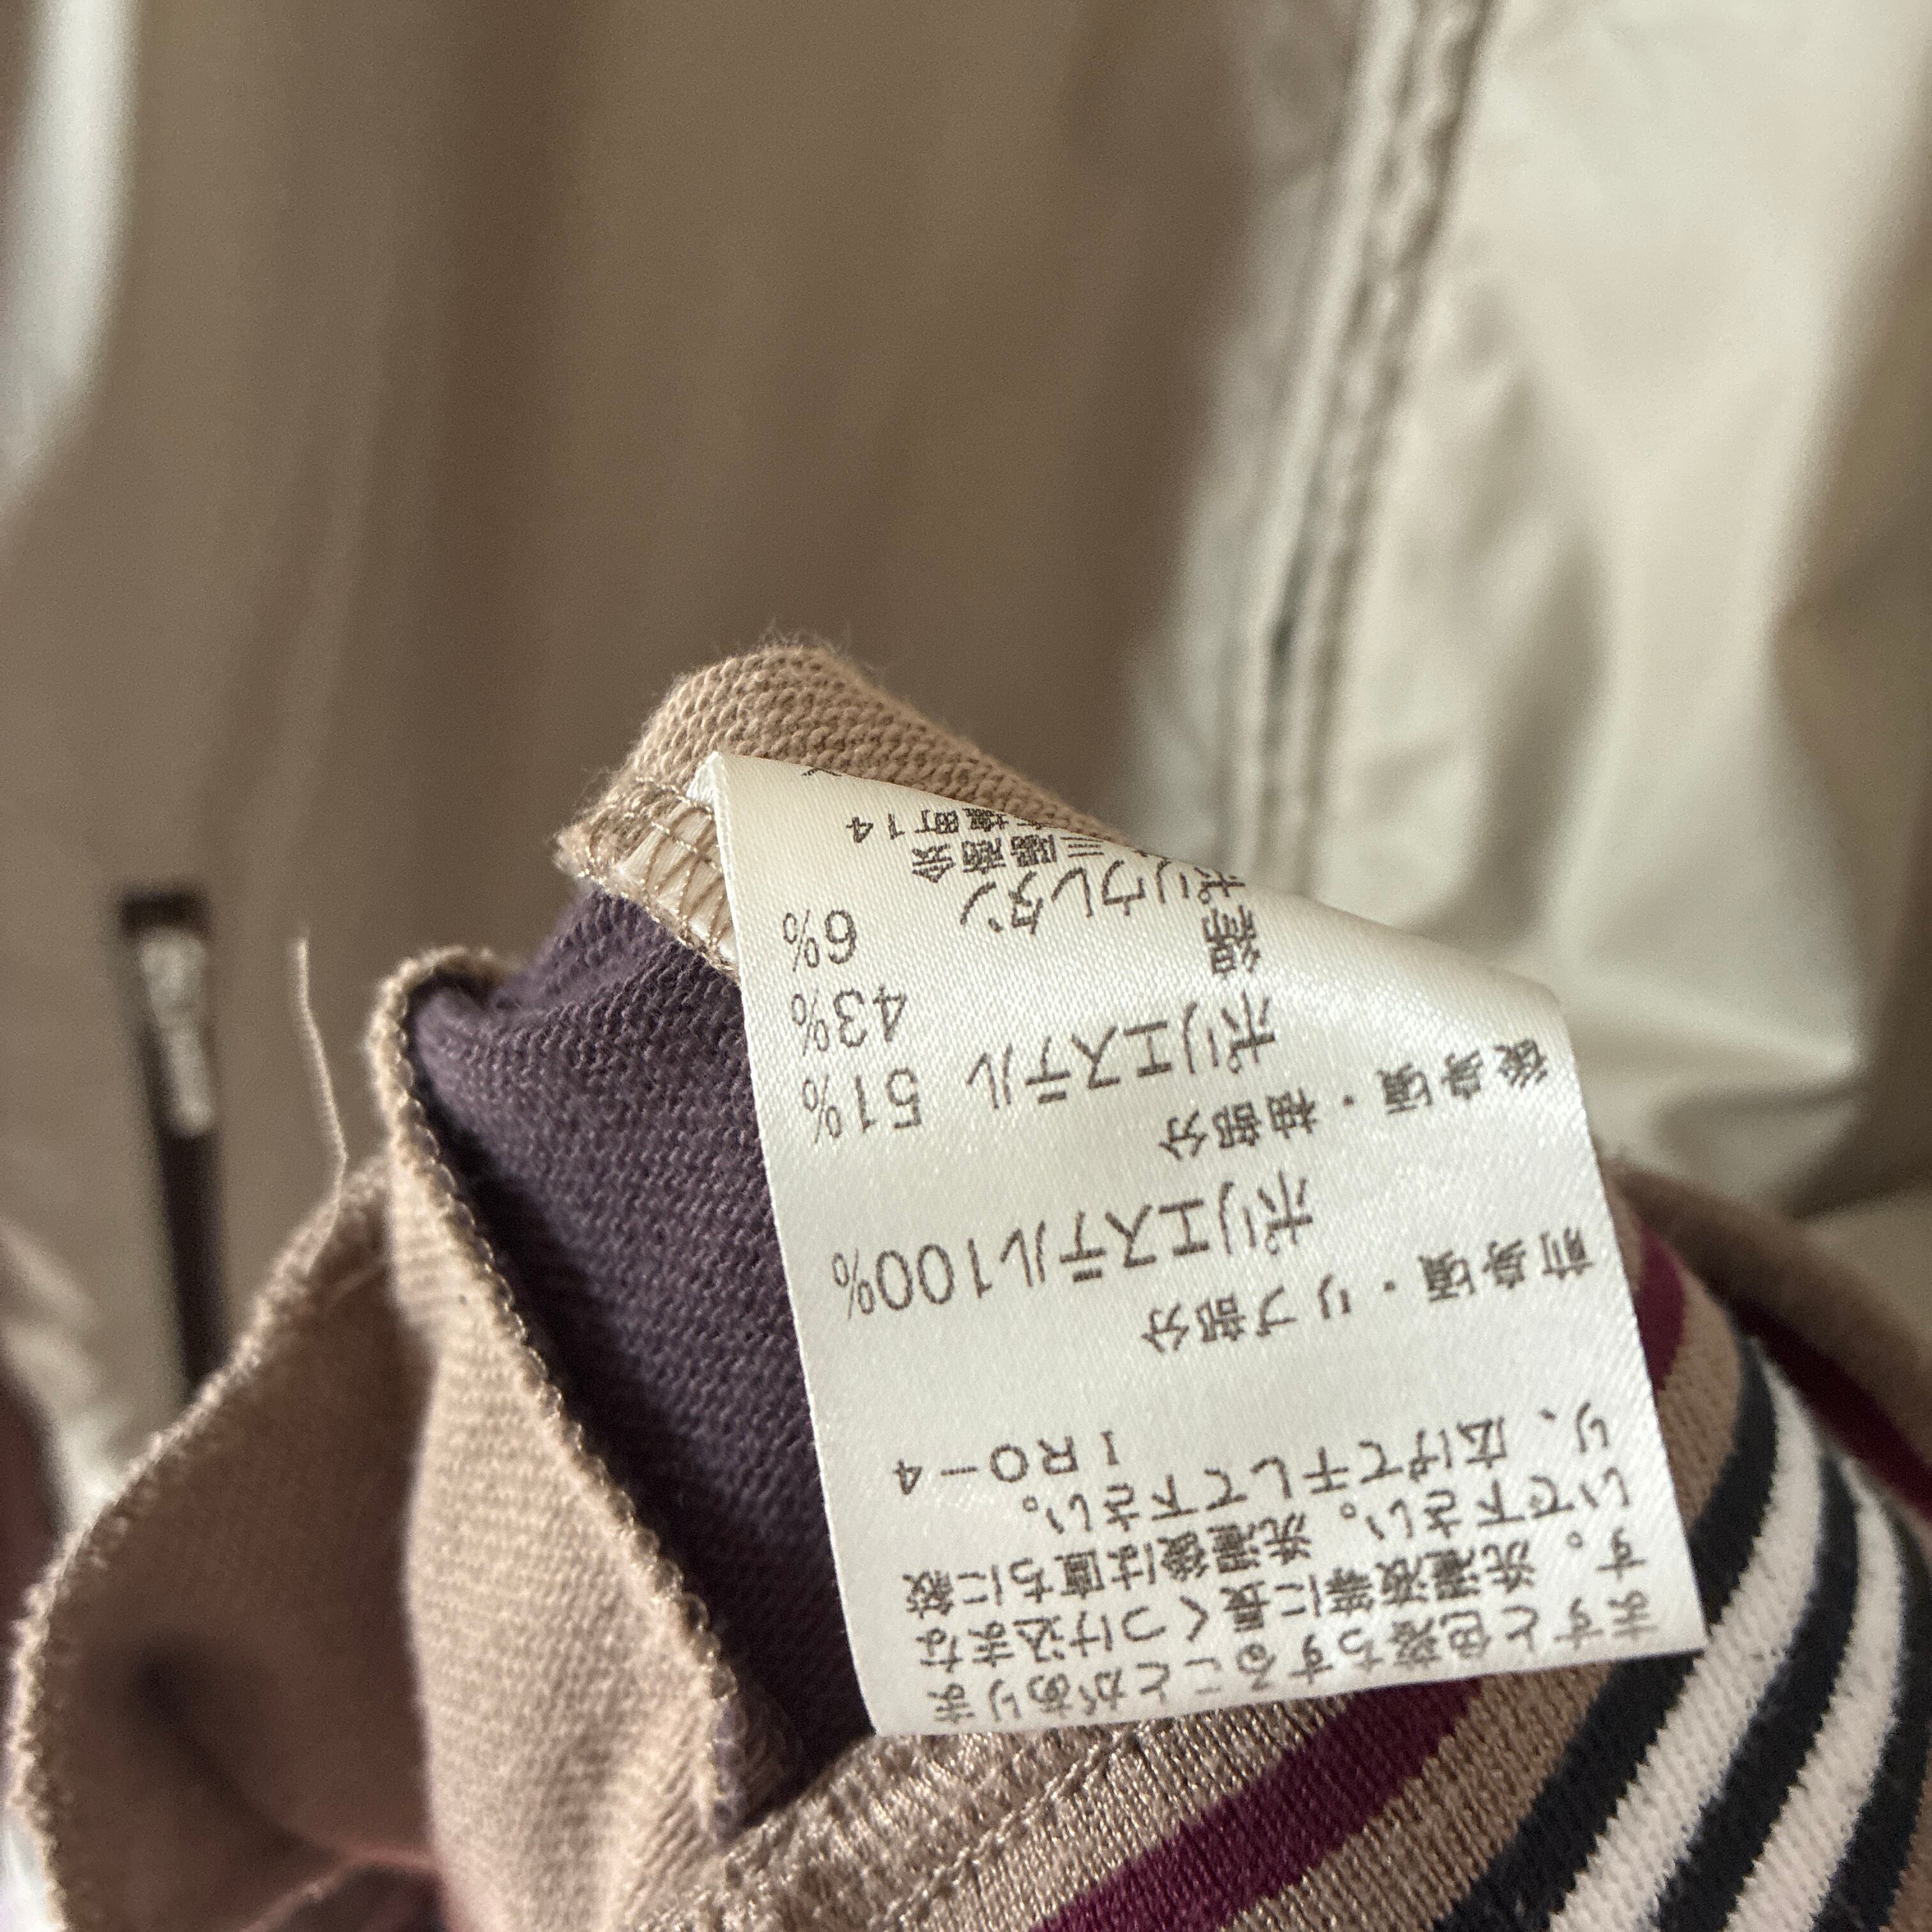 ますと色落ちすることがありま
す。洗濯液等に長くつけ込まな
いで下さい。洗濯後は直ちに絞
り、広げて干して下さい。
IRO-4
前身頃・リブ部分
ポリエステル100%
後身頃・袖部分
ポリエステル 51%
綿 43%
ポリウレタン 6%
三陽商会
塩町14